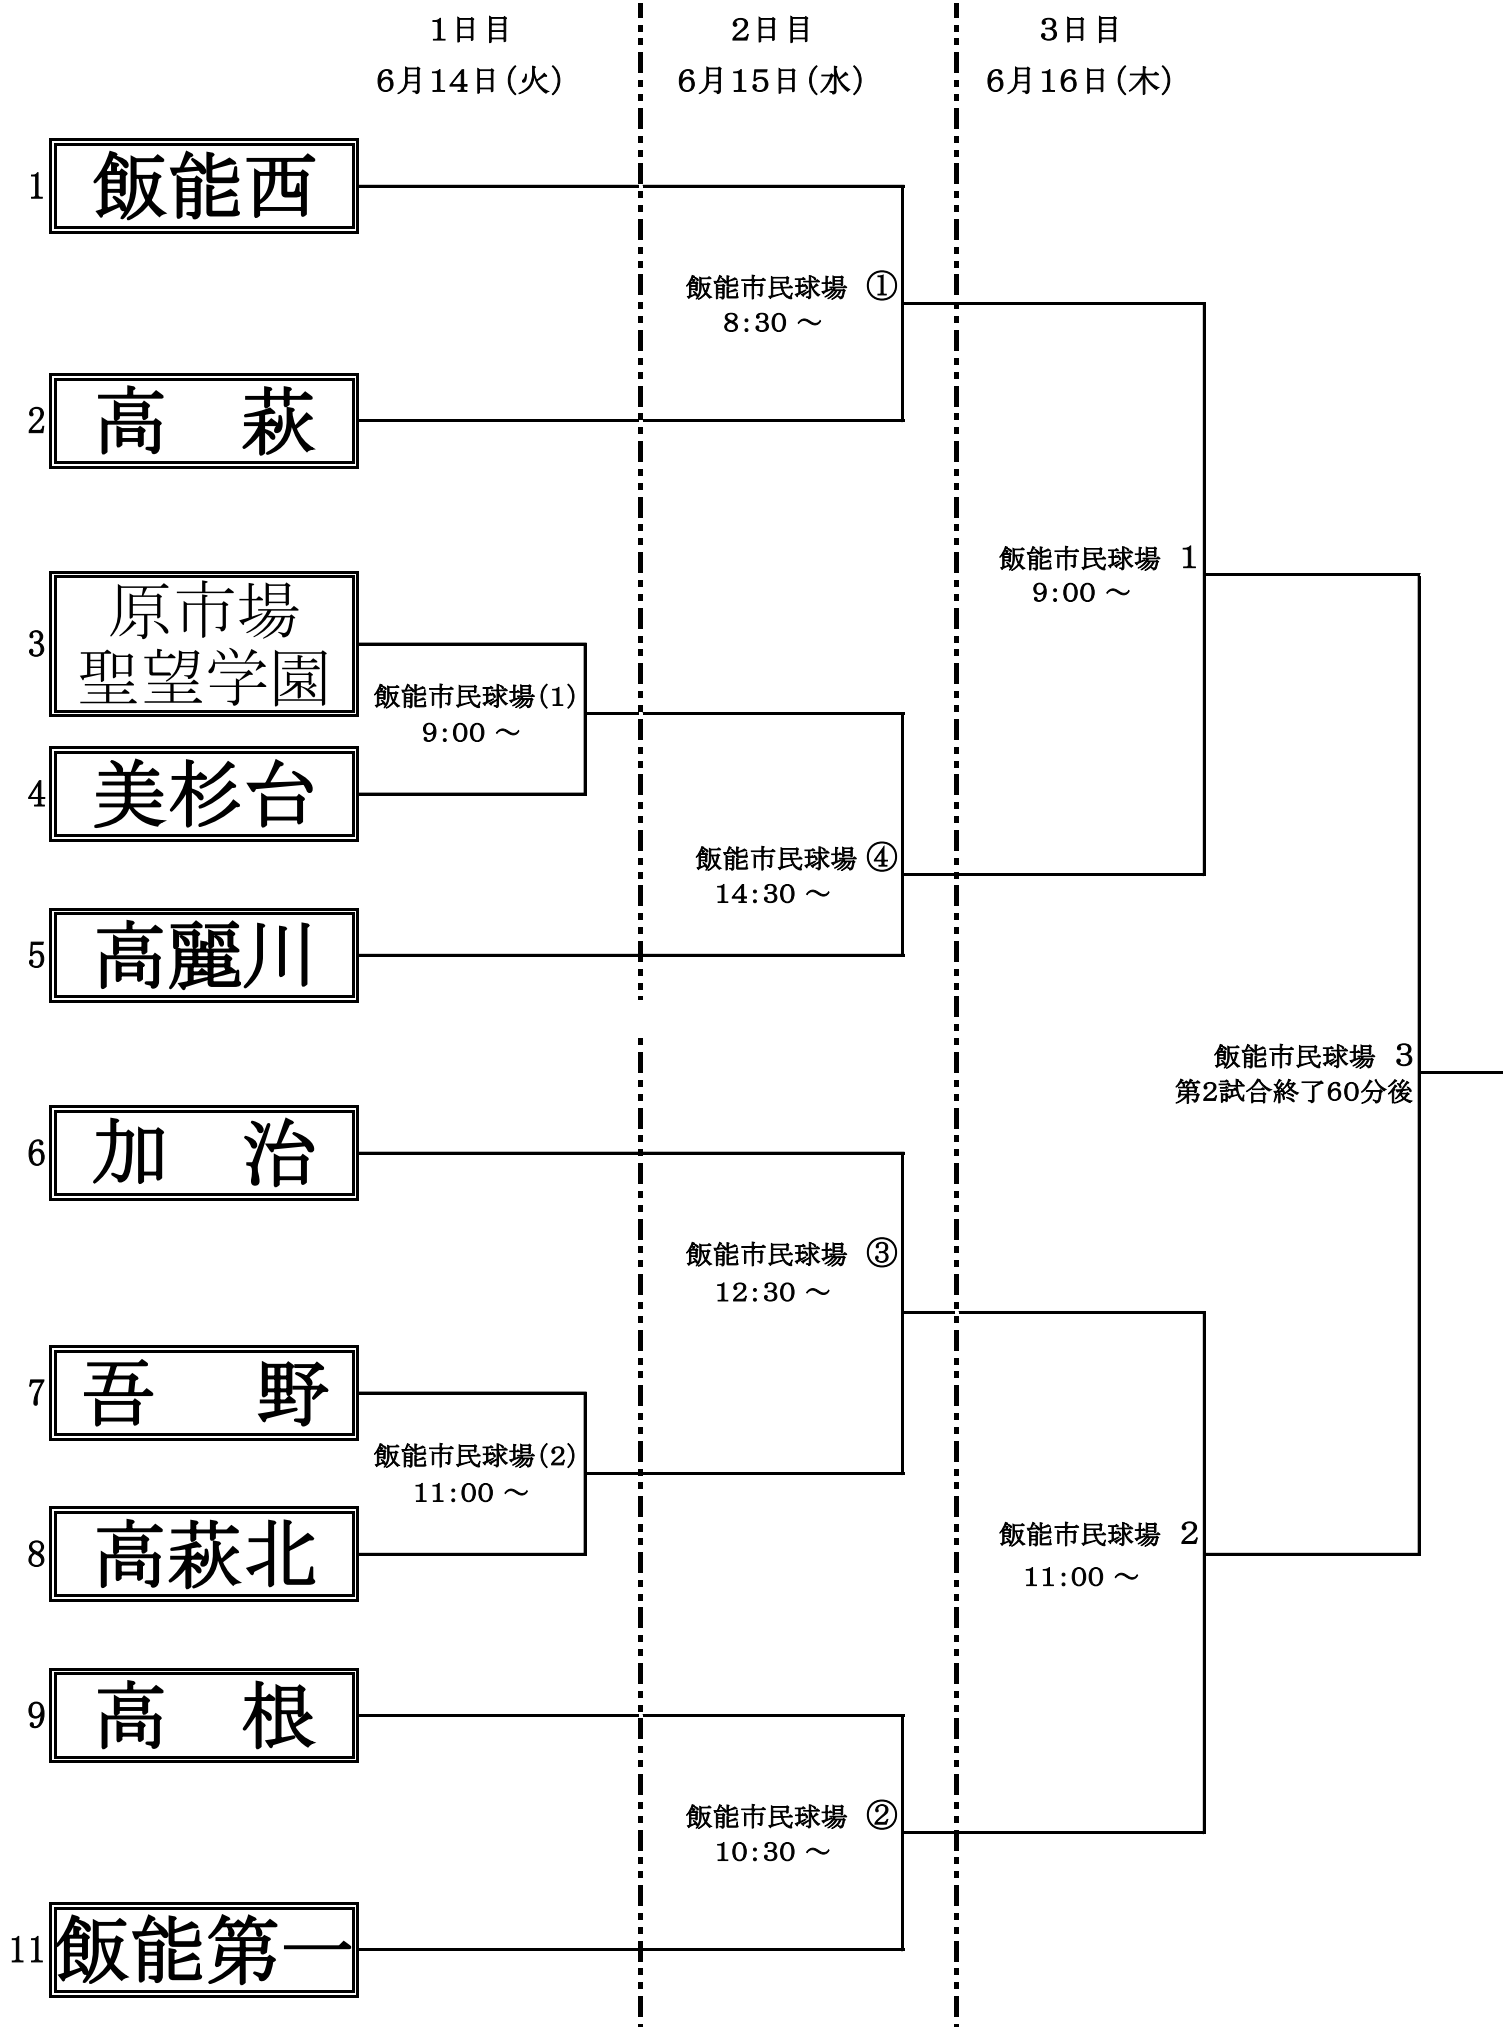 1日目
2日目
3日目
6月14日(火)
6月15日(水)
6月16日(木)
1 飯能西
飯能市民球場 ①
8:30 ～
2 高 萩
飯能市民球場 1
9:00 ～
3 原市場
聖望学園
飯能市民球場(1)
9:00 ～
4 美杉台
飯能市民球場 ④
14:30 ～
5 高麗川
飯能市民球場 3
第2試合終了60分後
6 加 治
飯能市民球場 ③
12:30 ～
7 吾 野
飯能市民球場(2)
11:00 ～
飯能市民球場 2
11:00 ～
8 高萩北
9 高 根
飯能市民球場 ②
10:30 ～
11 飯能第一